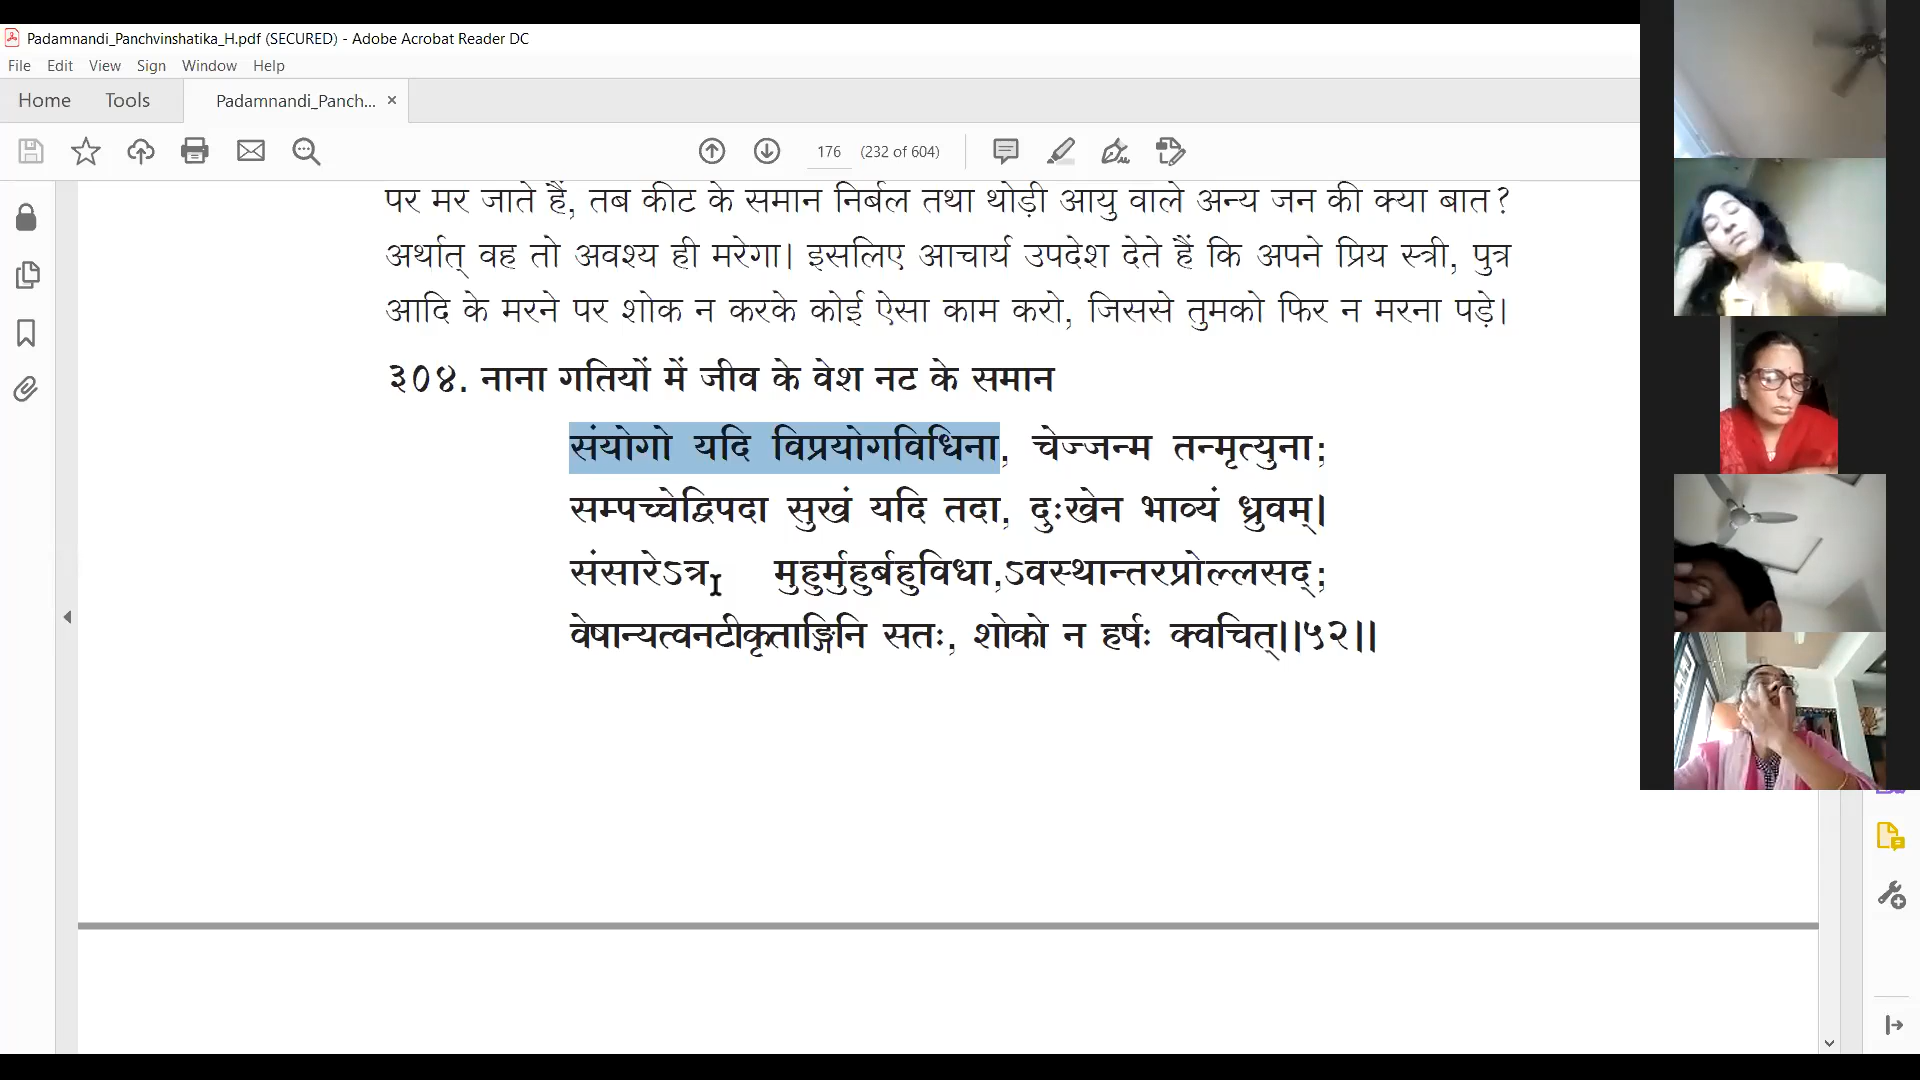 Padamnandi_Panchvinshatika_H.pdf (SECURED) - Adobe Acrobat Reader DC
File Edit View Sign Window Help
Home Tools Padamnandi_Panch... ×
176 (232 of 604)
पर मर जाते हैं, तब कीट के समान निर्बल तथा थोड़ी आयु वाले अन्य जन की क्या बात?
अर्थात् वह तो अवश्य ही मरेगा। इसलिए आचार्य उपदेश देते हैं कि अपने प्रिय स्त्री, पुत्र
आदि के मरने पर शोक न करके कोई ऐसा काम करो, जिससे तुमको फिर न मरना पड़े।
३०४. नाना गतियों में जीव के वेश नट के समान
संयोगो यदि विप्रयोगविधिना, चेज्जन्म तन्मृत्युना;
सम्पच्चेद्विपदा सुखं यदि तदा, दुःखेन भाव्यं ध्रुवम्।
संसारेऽत्र मुहुर्मुहुर्बहुविधा,ऽवस्थान्तरप्रोल्लसद्;
वेषान्यत्वनटीकृताङ्गिनि सतः, शोको न हर्षः क्वचित्।।५२।।